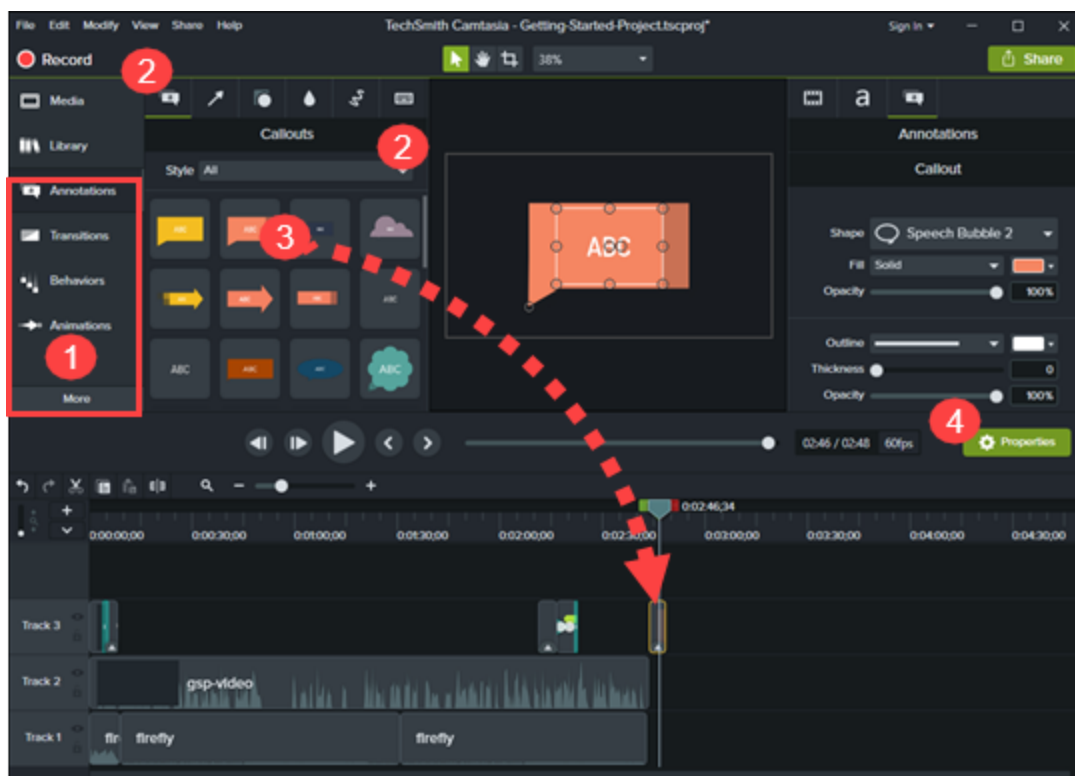 File Edit Modify View Share Help
TechSmith Camtasia - Getting-Started-Project.tscproj*
Sign In
Record
2
38%
Share
Media
Library
Annotations
Transitions
Behaviors
Animations
1
More
Callouts
2
Style All
ABC ABC
3
ABC
ABC ABC
ABC
ABC
ABC
a
Annotations
Callout
Shape Speech Bubble 2
Fill Solid
Opacity 100%
Outline
Thickness 0
Opacity 100%
4
02:46 / 02:48 60fps Properties
0:02:46;34
0:00:00;00 0:00:30;00 0:01:00;00 0:01:30;00 0:02:00;00 0:02:30;00 0:03:00;00 0:03:30;00 0:04:00;00 0:04:30;00
Track 3
Track 2 gsp-video
Track 1 fir firefly firefly